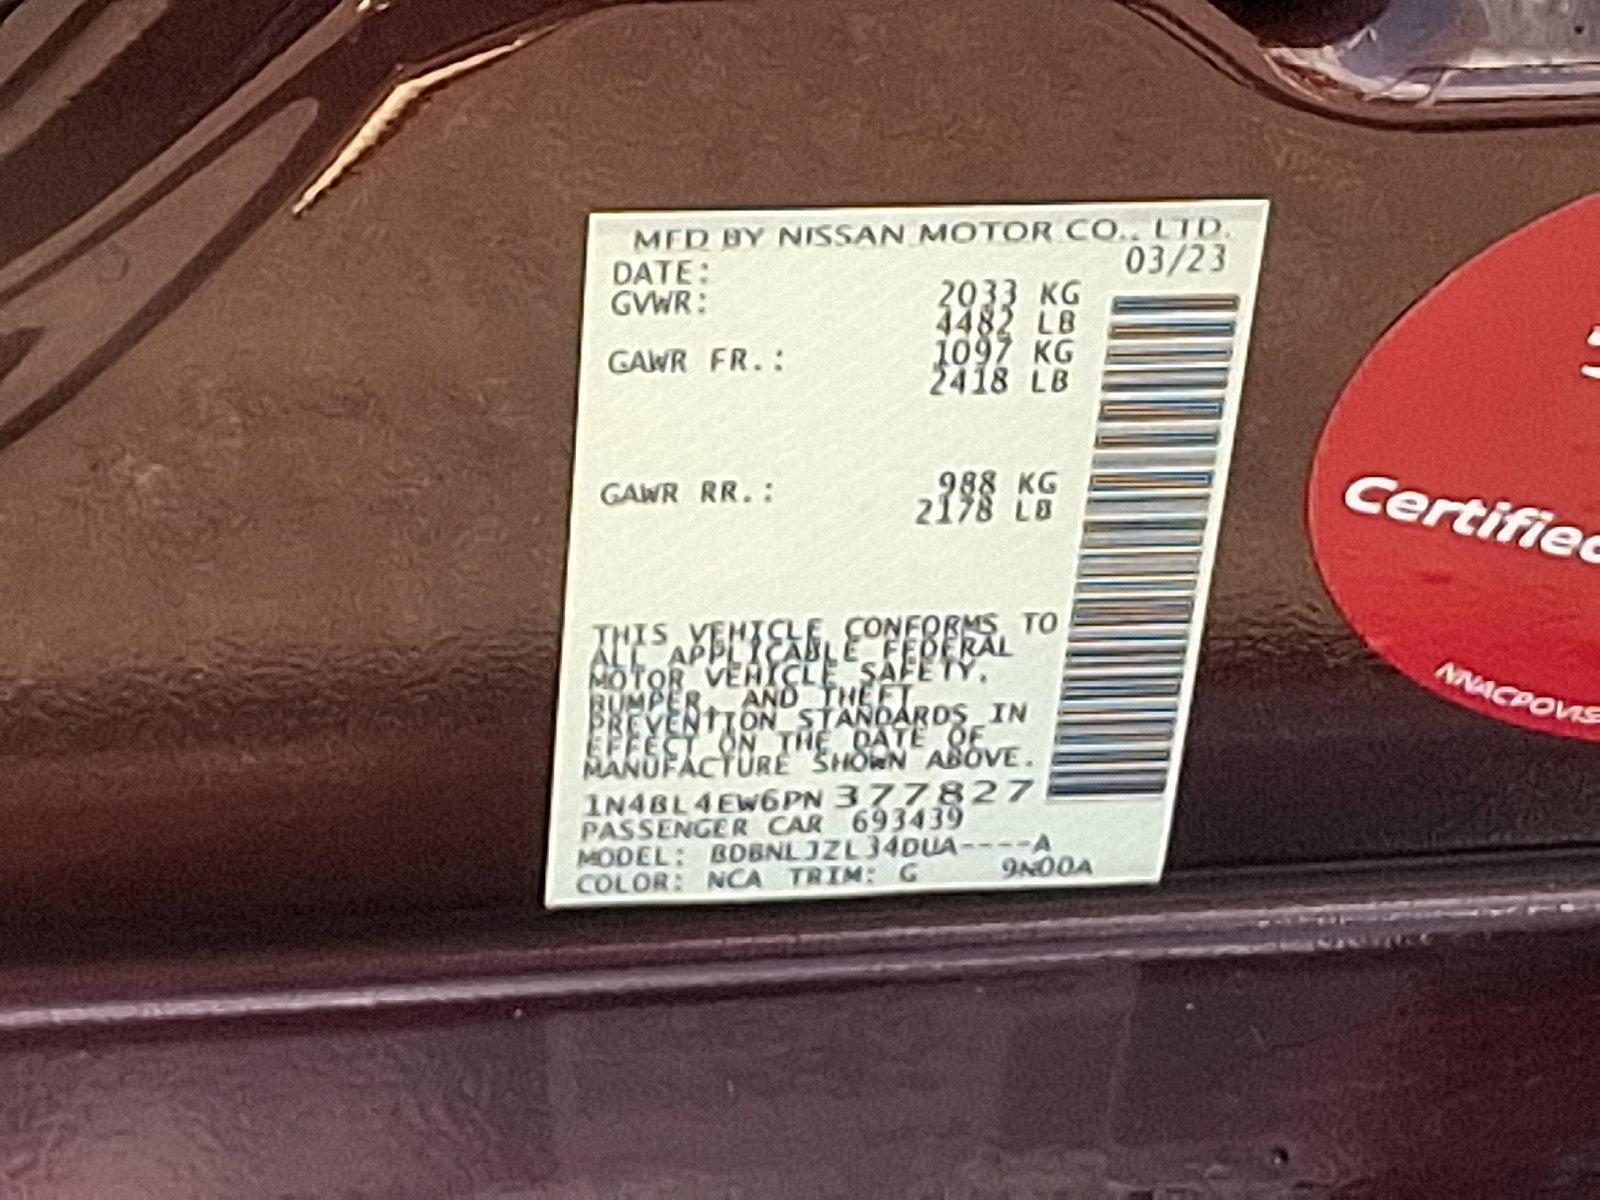 MFD BY NISSAN MOTOR CO., LTD.
DATE: 03/23
GVWR: 2033 KG
4482 LB
GAWR FR.: 1097 KG
2418 LB
GAWR RR.: 988 KG
2178 LB
THIS VEHICLE CONFORMS TO
ALL APPLICABLE FEDERAL
MOTOR VEHICLE SAFETY,
BUMPER, AND THEFT
PREVENTION STANDARDS IN
EFFECT ON THE DATE OF
MANUFACTURE SHOWN ABOVE.
1N4BL4EW6PN377827
PASSENGER CAR 693439
MODEL: BDBNLJZL34DUA----A
COLOR: NCA TRIM: G 9N00A
Certified
NNACPOV15